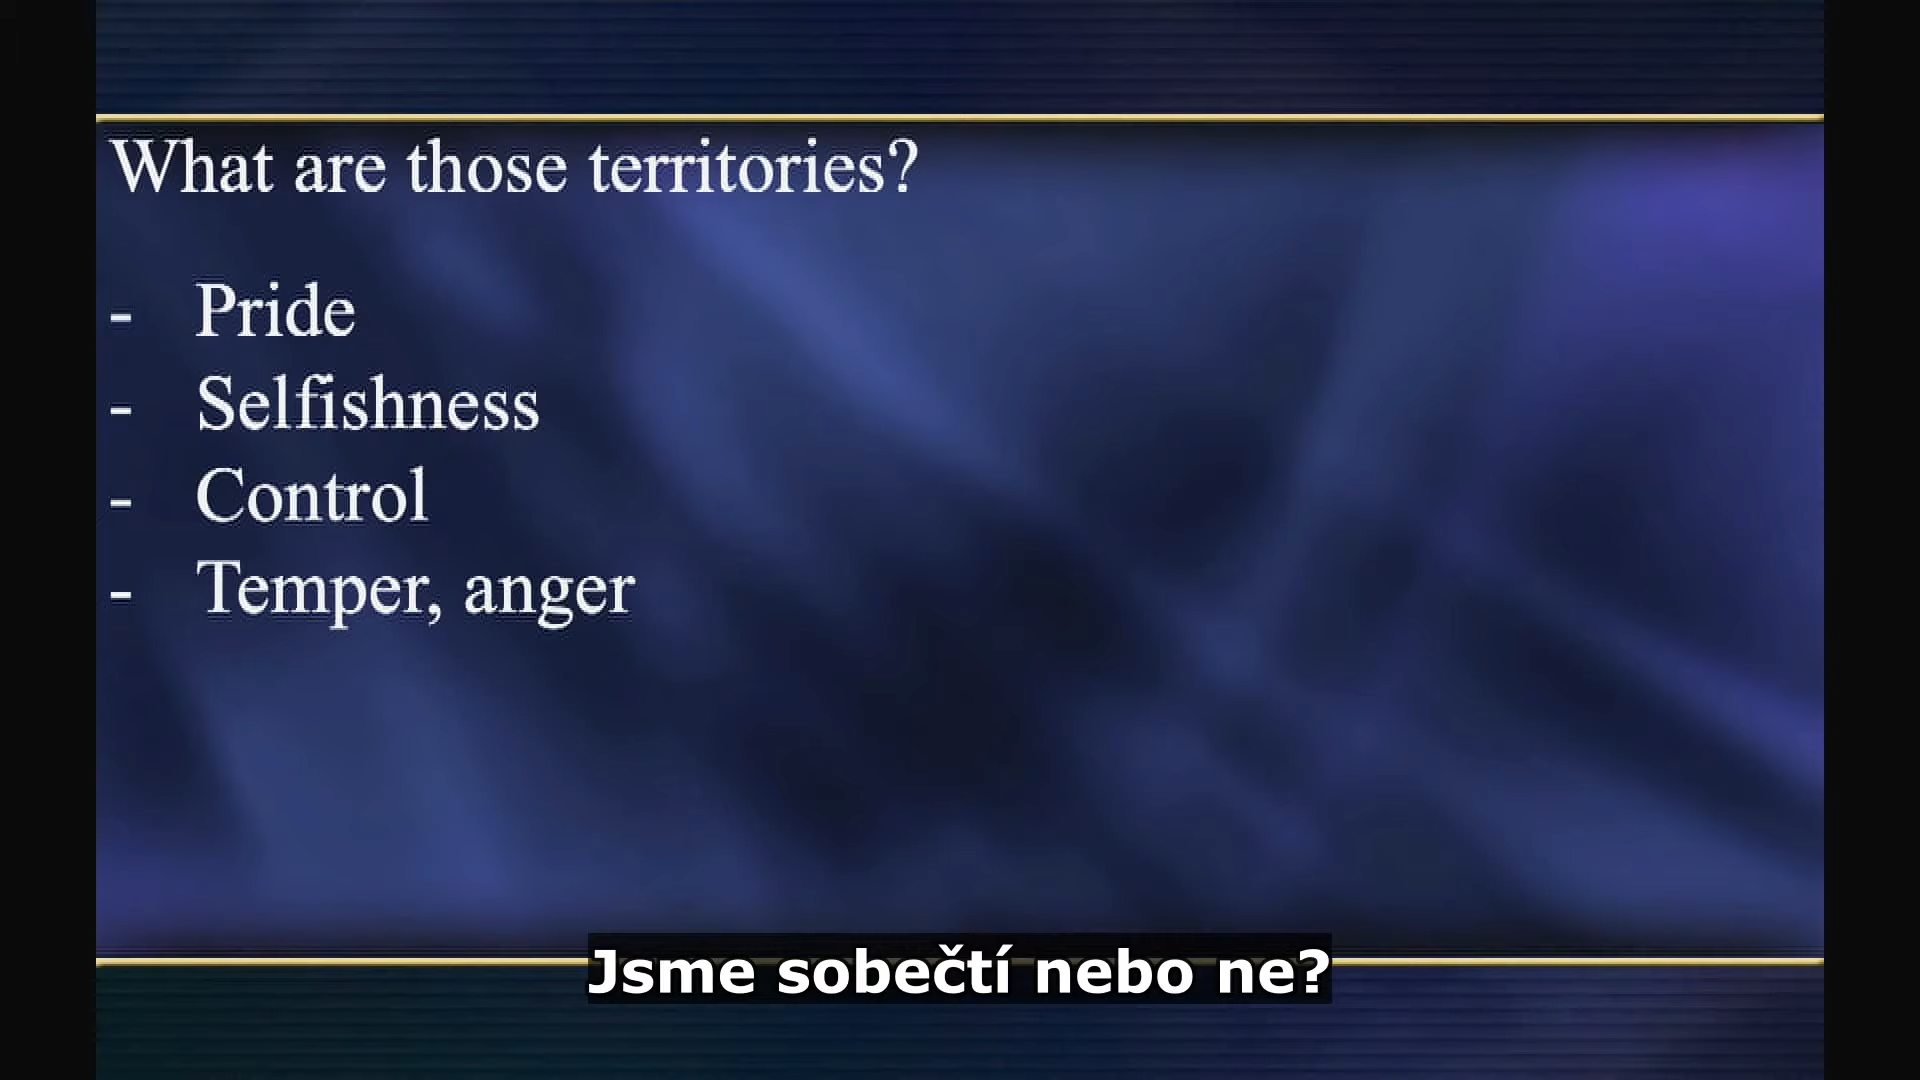 What are those territories?
- Pride
- Selfishness
- Control
- Temper, anger
Jsme sobečtí nebo ne?